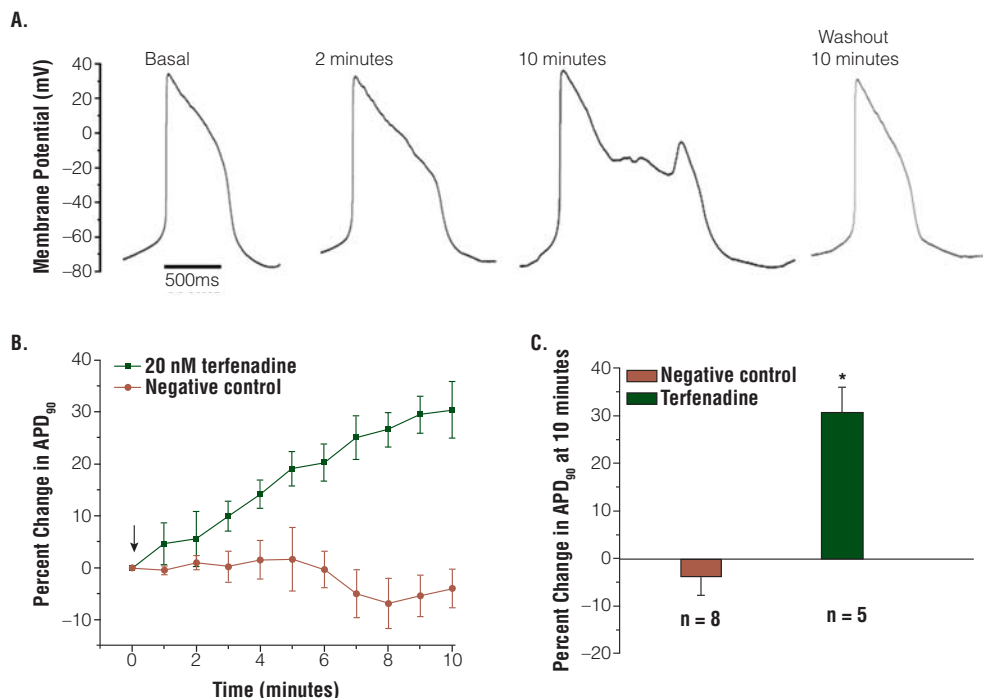 A.
Basal
2 minutes
10 minutes
Washout
10 minutes
Membrane Potential (mV)
40
20
0
−20
−40
−60
−80
500ms
B.
20 nM terfenadine
Negative control
Percent Change in APD90
40
30
20
10
0
−10
0
2
4
6
8
10
Time (minutes)
C.
Negative control
Terfenadine
Percent Change in APD90 at 10 minutes
40
30
20
10
0
−5
−10
−15
−20
*
n = 8
n = 5